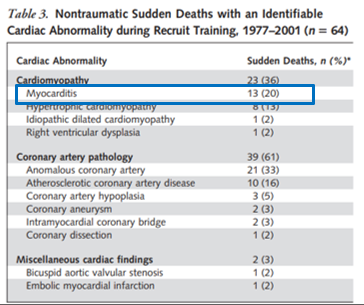 Table 3. Nontraumatic Sudden Deaths with an Identifiable
Cardiac Abnormality during Recruit Training, 1977–2001 (n = 64)
Cardiac Abnormality Sudden Deaths, n (%)*
Cardiomyopathy 23 (36)
Myocarditis 13 (20)
Hypertrophic cardiomyopathy 8 (13)
Idiopathic dilated cardiomyopathy 1 (2)
Right ventricular dysplasia 1 (2)
Coronary artery pathology 39 (61)
Anomalous coronary artery 21 (33)
Atherosclerotic coronary artery disease 10 (16)
Coronary artery hypoplasia 3 (5)
Coronary aneurysm 2 (3)
Intramyocardial coronary bridge 2 (3)
Coronary dissection 1 (2)
Miscellaneous cardiac findings 2 (3)
Bicuspid aortic valvular stenosis 1 (2)
Embolic myocardial infarction 1 (2)